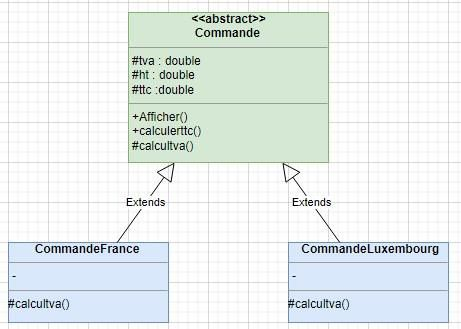 <<abstract>>
Commande
#tva : double
#ht : double
#ttc :double
+Afficher()
+calculerttc()
#calcultva()
Extends
Extends
CommandeFrance
-
#calcultva()
CommandeLuxembourg
-
#calcultva()